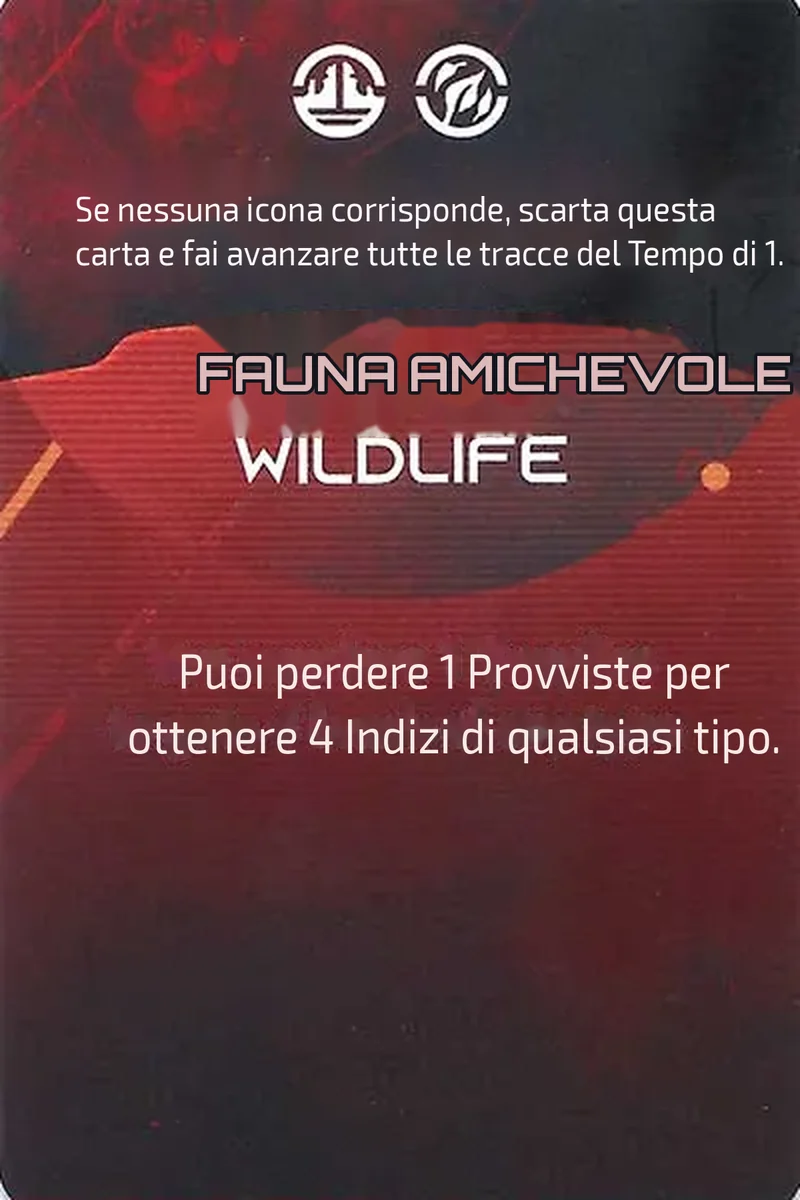 Se nessuna icona corrisponde, scarta questa
carta e fai avanzare tutte le tracce del Tempo di 1.
FAUNA AMICHEVOLE
WILDLIFE
Puoi perdere 1 Provviste per
ottenere 4 Indizi di qualsiasi tipo.